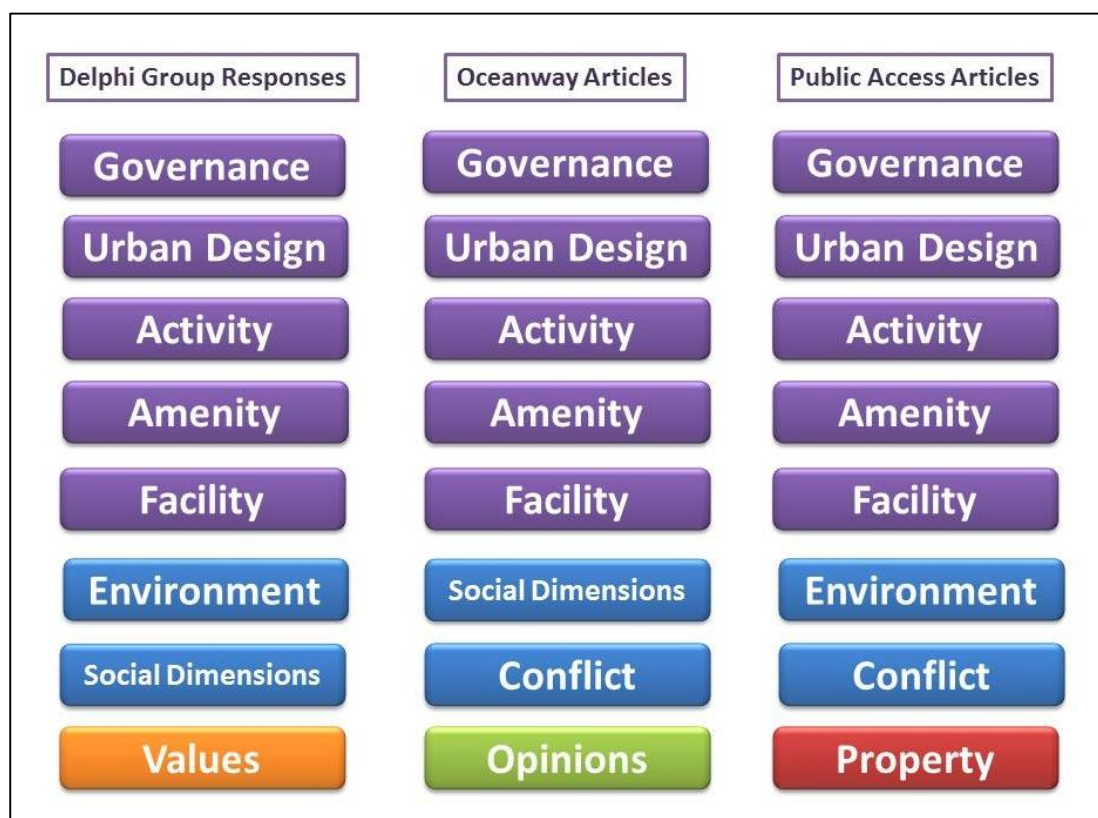 Delphi Group Responses
Oceanway Articles
Public Access Articles
Governance
Governance
Governance
Urban Design
Urban Design
Urban Design
Activity
Activity
Activity
Amenity
Amenity
Amenity
Facility
Facility
Facility
Environment
Social Dimensions
Environment
Social Dimensions
Conflict
Conflict
Values
Opinions
Property